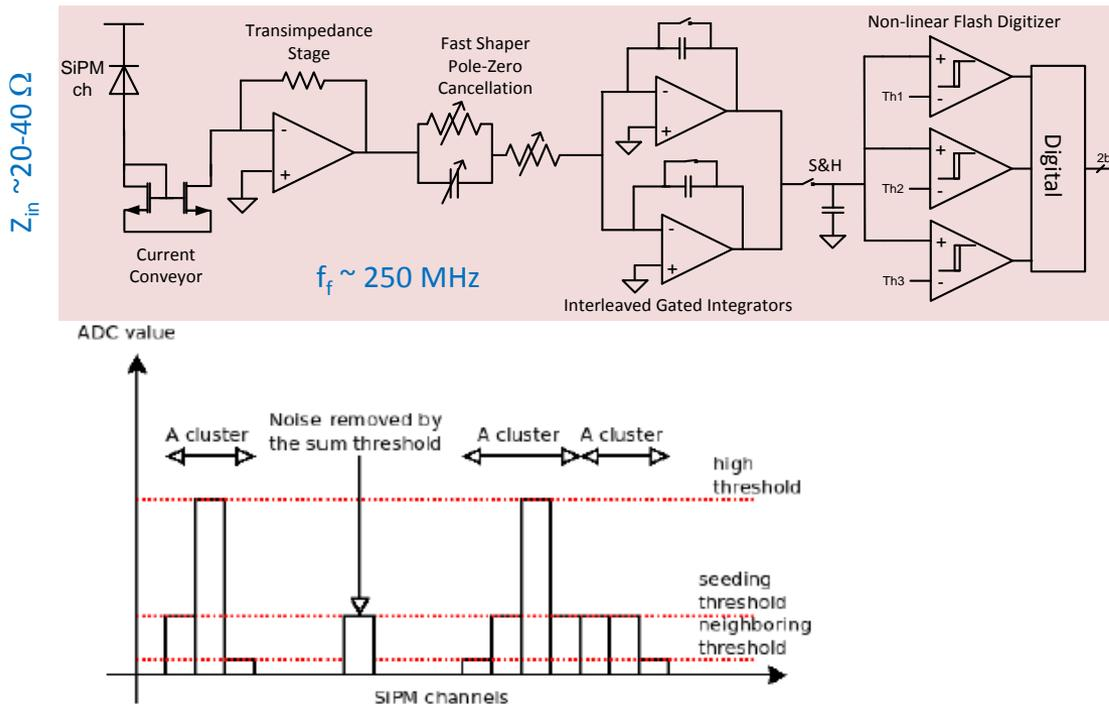 Z_in ~20-40 Ω
SiPM
ch
Transimpedance
Stage
-
+
Current
Conveyor
f_f ~ 250 MHz
Fast Shaper
Pole-Zero
Cancellation
-
+
-
+
Interleaved Gated Integrators
S&H
Non-linear Flash Digitizer
+
Th1
-
+
Th2
-
+
Th3
-
Digital
2b
ADC value
A cluster
Noise removed by
the sum threshold
A cluster
A cluster
high
threshold
seeding
threshold
neighboring
threshold
SIPM channels